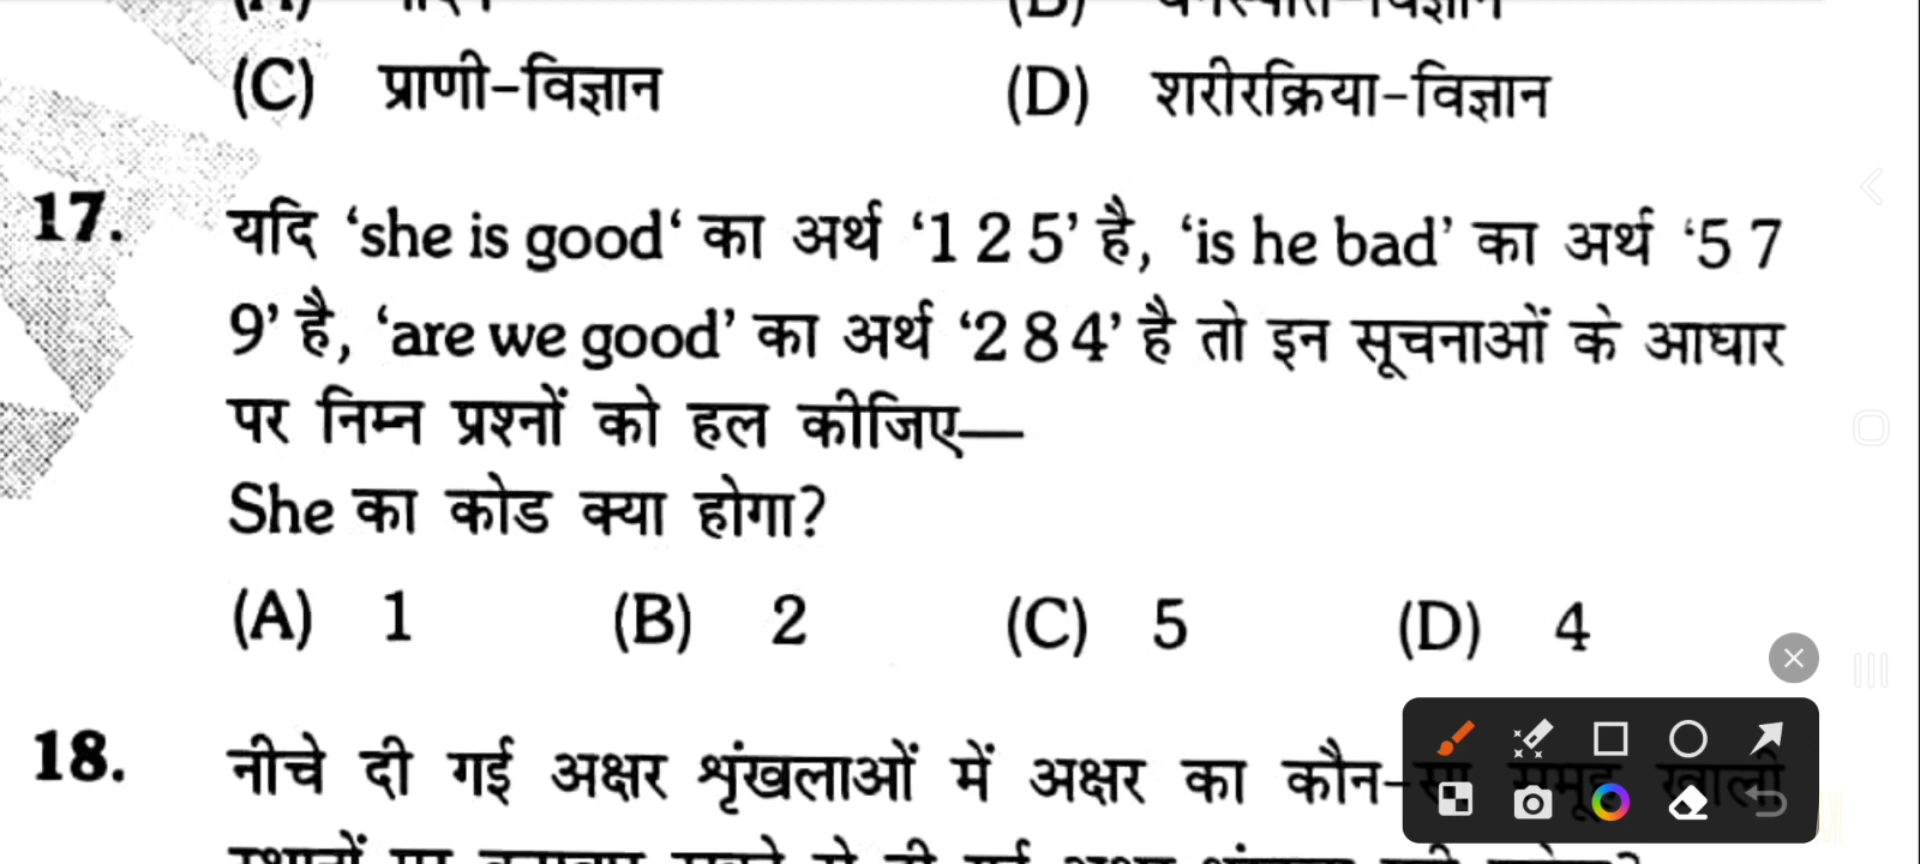 (C) प्राणी-विज्ञान (D) शरीरक्रिया-विज्ञान
17. यदि ‘she is good‘ का अर्थ ‘1 2 5’ है, ‘is he bad’ का अर्थ ‘5 7
9’ है, ‘are we good’ का अर्थ ‘2 8 4’ है तो इन सूचनाओं के आधार
पर निम्न प्रश्नों को हल कीजिए—
She का कोड क्या होगा?
(A) 1 (B) 2 (C) 5 (D) 4
18. नीचे दी गई अक्षर शृंखलाओं में अक्षर का कौन-सा समूह खाली